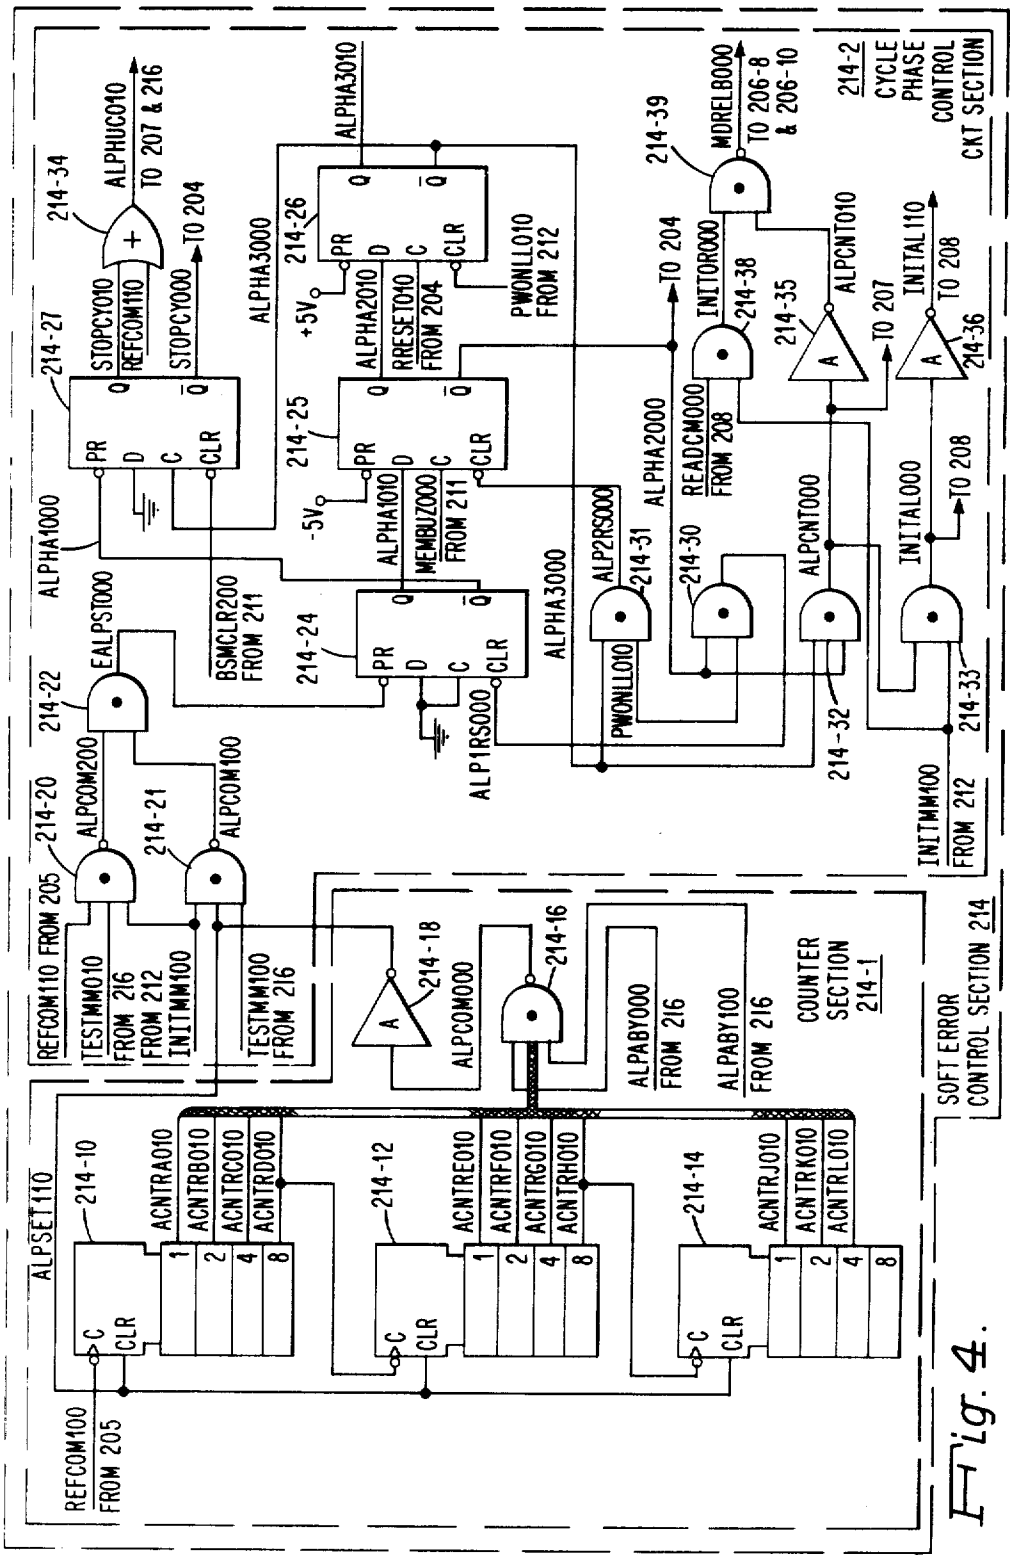 ALPSET110
REFCOM100
FROM 205
C
CLR
214-10
1
2
4
8
ACNTRA010
ACNTRB010
ACNTRC010
ACNTRD010
C
CLR
214-12
1
2
4
8
ACNTRE010
ACNTRF010
ACNTRG010
ACNTRH010
C
CLR
214-14
1
2
4
8
ACNTRJ010
ACNTRK010
ACNTRL010
REFCOM110 FROM 205
TESTMM010
FROM 216
FROM 212
INITMM100
TESTMM100
FROM 216
214-20
ALPCOM200
214-21
ALPCOM100
A
214-18
ALPCOM000
214-16
ALPABY000
FROM 216
ALPABY100
FROM 216
COUNTER
SECTION
214-1
214-22
EALPST000
ALPHA1000
BSMCLR200
FROM 211
214-27
PR
D
C
CLR
Q
Q
STOPCY010
REFCOM110
STOPCY000
TO 204
214-34
+
ALPHUC010
TO 207 & 216
214-24
PR
D
C
CLR
Q
Q
ALP1RS000
-5V
214-25
ALPHA1010
MEMBUZ000
FROM 211
PR
D
C
CLR
Q
Q
ALPHA3000
+5V
214-26
ALPHA2010
RRESET010
FROM 204
PR
D
C
CLR
Q
Q
ALPHA3010
PWONLL010
FROM 212
ALPHA3000
ALP2RS000
214-31
PWONLL010
214-30
ALPHA2000
TO 204
READCM000
FROM 208
INITOR000
214-38
214-39
MDRELB000
TO 206-8
& 206-10
214-32
ALPCNT000
A
214-35
ALPCNT010
TO 207
INITMM100
FROM 212
214-33
INITAL000
TO 208
A
214-36
INITAL110
TO 208
214-2
CYCLE
PHASE
CONTROL
CKT SECTION
SOFT ERROR
CONTROL SECTION 214
Fig. 4.